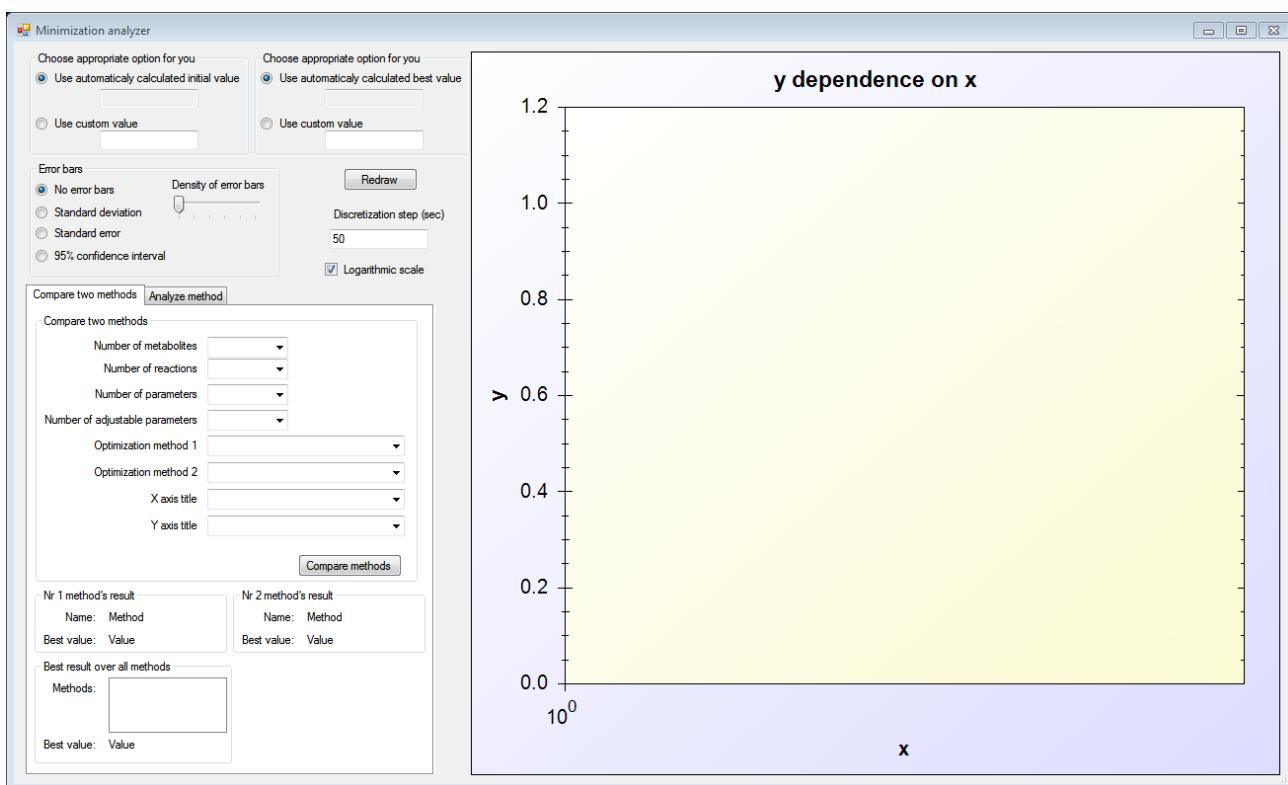 Minimization analyzer
Choose appropriate option for you
Use automaticaly calculated initial value
Use custom value
Choose appropriate option for you
Use automaticaly calculated best value
Use custom value
Error bars
No error bars
Standard deviation
Standard error
95% confidence interval
Density of error bars
Redraw
Discretization step (sec)
50
Logarithmic scale
Compare two methods
Analyze method
Compare two methods
Number of metabolites
Number of reactions
Number of parameters
Number of adjustable parameters
Optimization method 1
Optimization method 2
X axis title
Y axis title
Compare methods
Nr 1 method's result
Name: Method
Best value: Value
Nr 2 method's result
Name: Method
Best value: Value
Best result over all methods
Methods:
Best value: Value
y dependence on x
1.2
1.0
0.8
0.6
0.4
0.2
0.0
y
10⁰
x